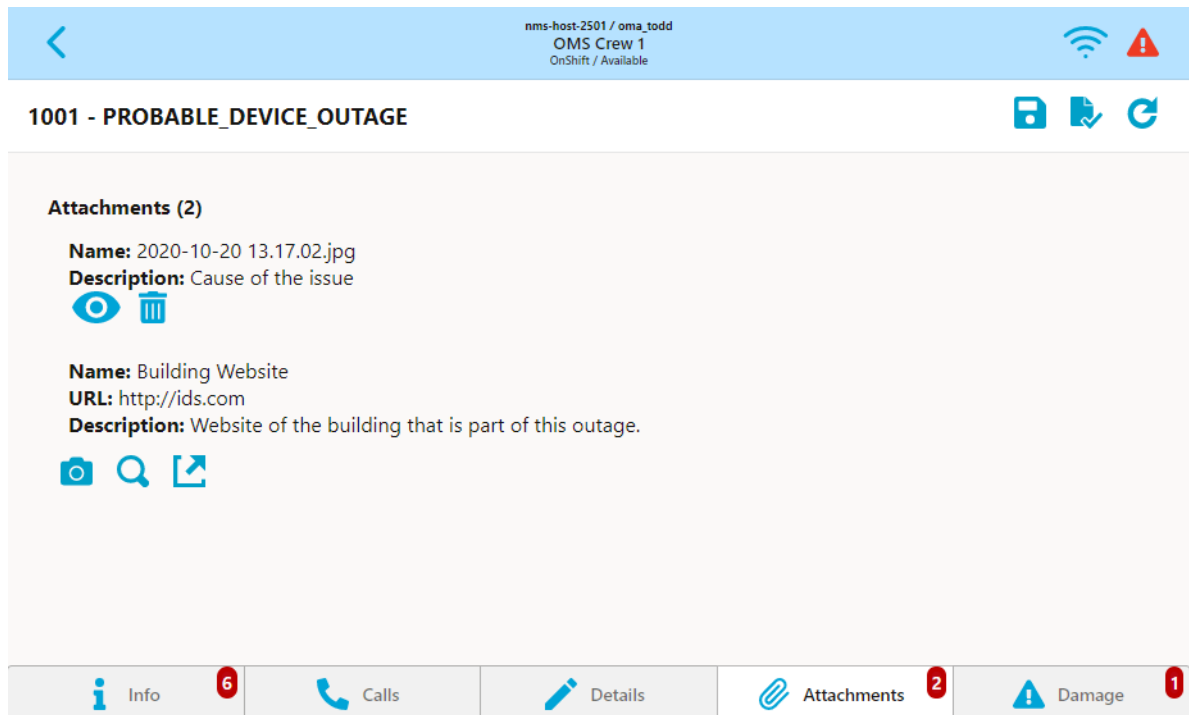 nms-host-2501 / oma_todd
OMS Crew 1
OnShift / Available
1001 - PROBABLE_DEVICE_OUTAGE
Attachments (2)
Name: 2020-10-20 13.17.02.jpg
Description: Cause of the issue
Name: Building Website
URL: http://ids.com
Description: Website of the building that is part of this outage.
Info 6 Calls Details Attachments 2 Damage 1